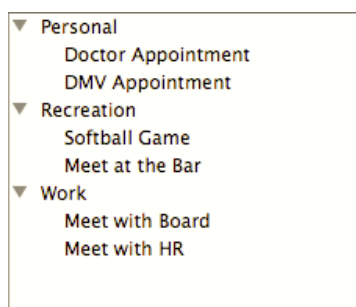 Personal
Doctor Appointment
DMV Appointment
Recreation
Softball Game
Meet at the Bar
Work
Meet with Board
Meet with HR